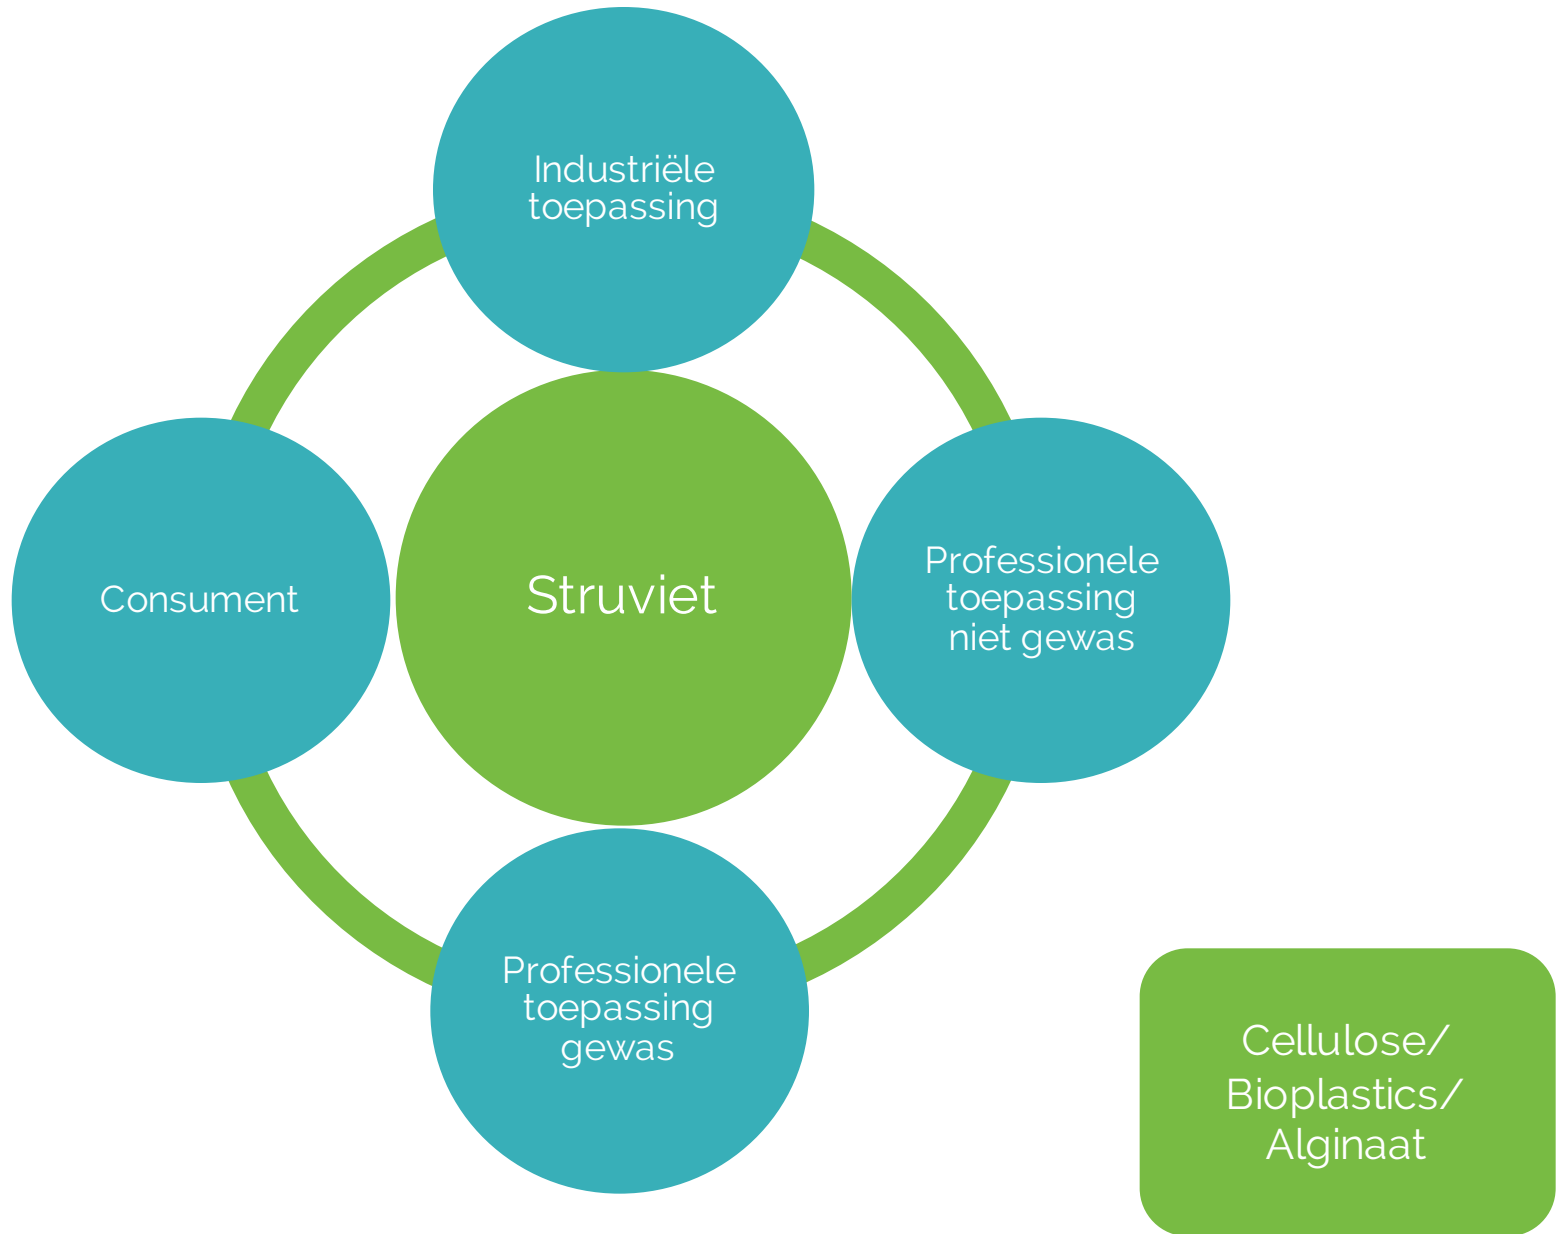 Industriële
toepassing
Consument
Struviet
Professionele
toepassing
niet gewas
Professionele
toepassing
gewas
Cellulose/
Bioplastics/
Alginaat